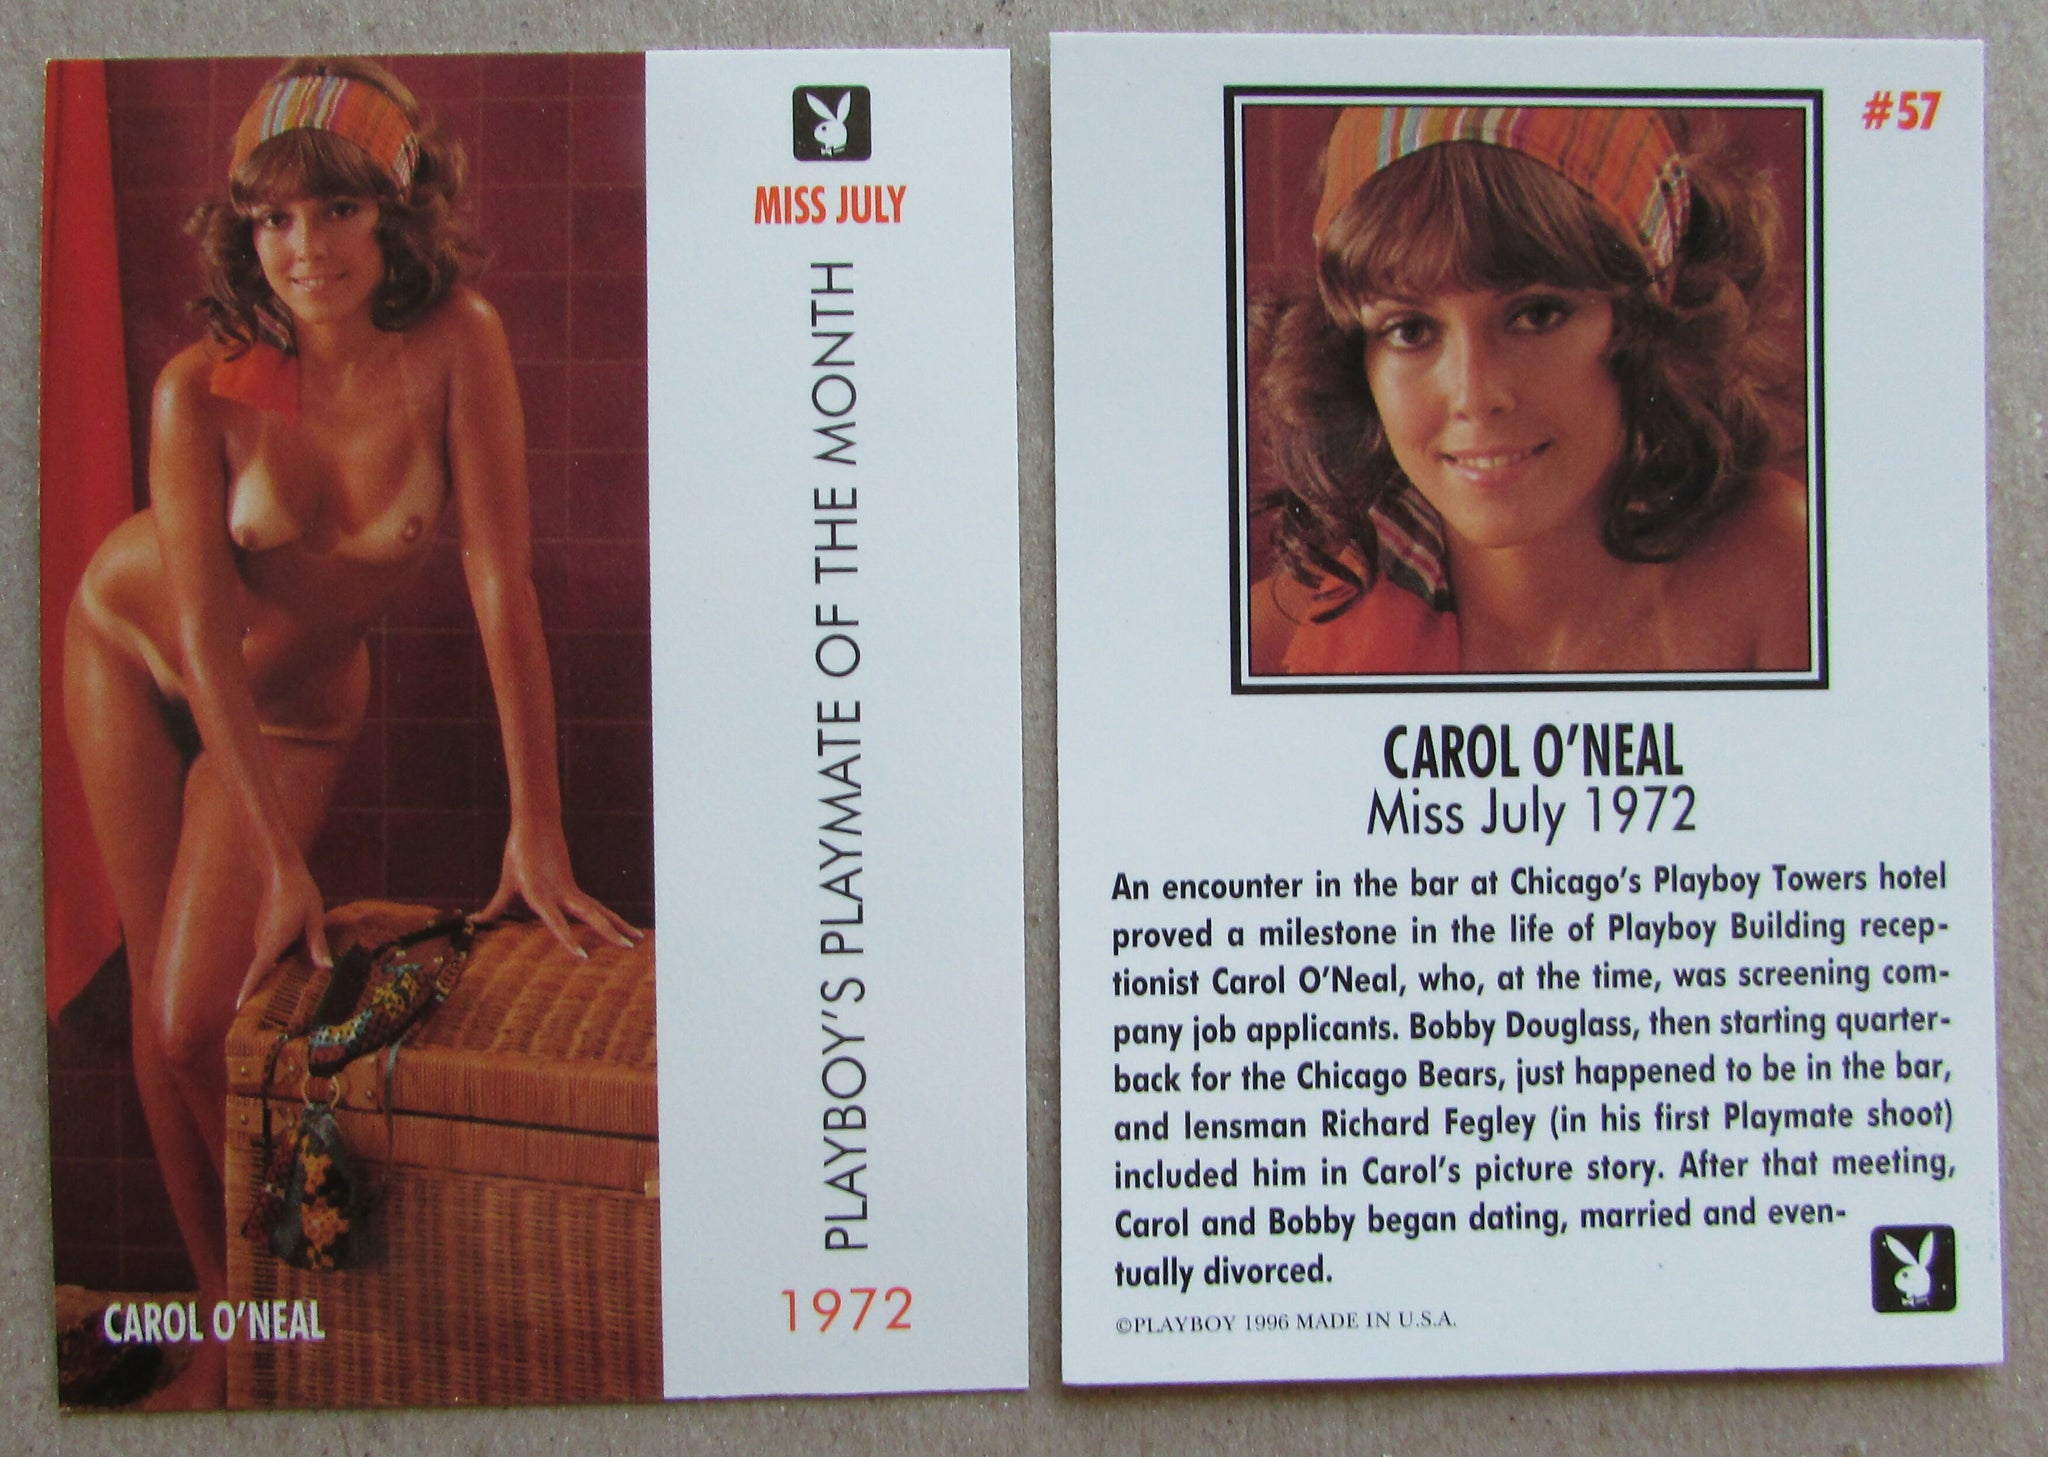 MISS JULY
PLAYBOY'S PLAYMATE OF THE MONTH
1972
CAROL O'NEAL
#57
CAROL O'NEAL
Miss July 1972
An encounter in the bar at Chicago's Playboy Towers hotel
proved a milestone in the life of Playboy Building recep-
tionist Carol O'Neal, who, at the time, was screening com-
pany job applicants. Bobby Douglass, then starting quarter-
back for the Chicago Bears, just happened to be in the bar,
and lensman Richard Fegley (in his first Playmate shoot)
included him in Carol's picture story. After that meeting,
Carol and Bobby began dating, married and even-
tually divorced.
©PLAYBOY 1996 MADE IN U.S.A.